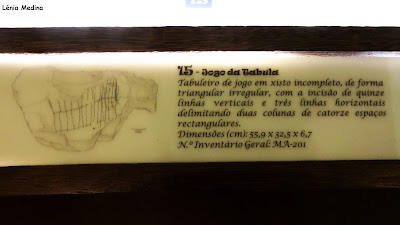 Lénia Medina
15 - Jogo da Tabula
Tabuleiro de jogo em xisto incompleto, de forma
triangular irregular, com a incisão de quinze
linhas verticais e três linhas horizontais
delimitando duas colunas de catorze espaços
rectangulares.
Dimensões (cm): 55,9 x 32,5 x 6,7
N.º Inventário Geral: MA-201